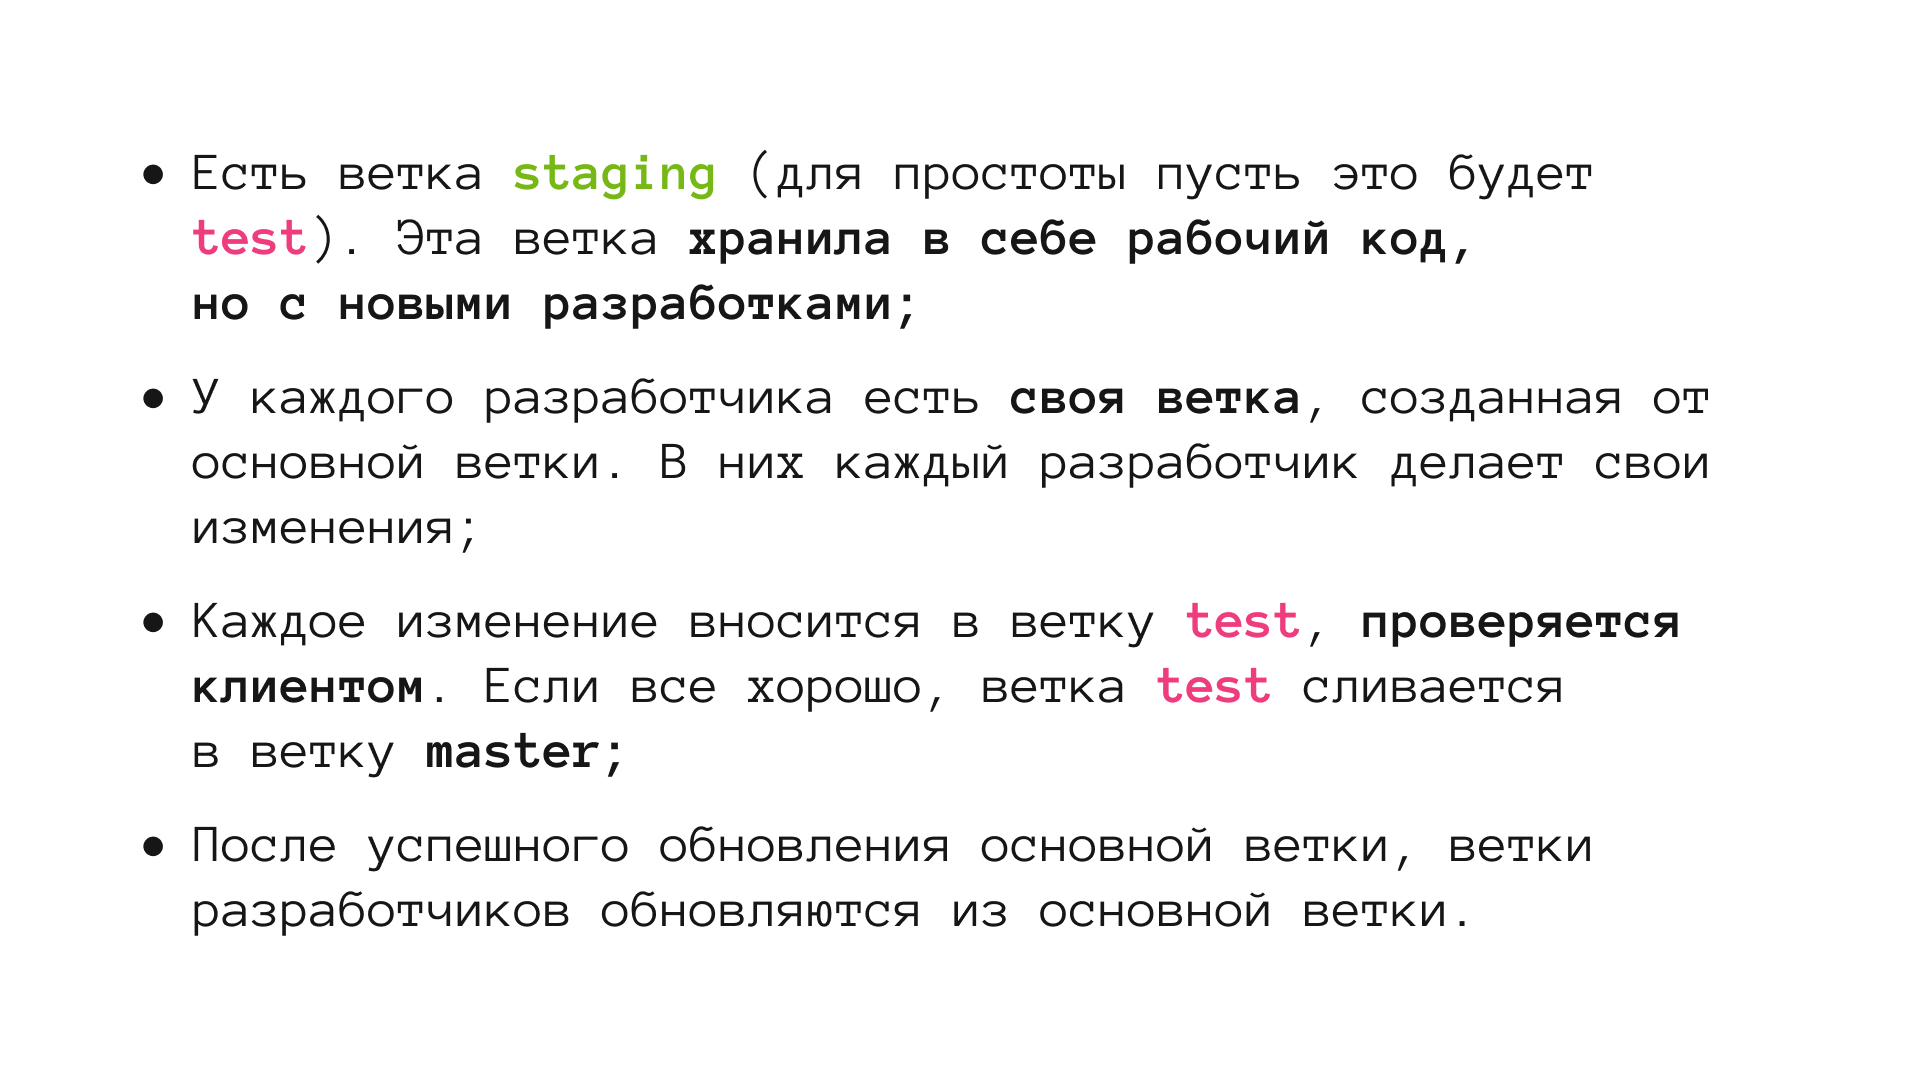 • Есть ветка staging (для простоты пусть это будет
test). Эта ветка хранила в себе рабочий код,
но с новыми разработками;
• У каждого разработчика есть своя ветка, созданная от
основной ветки. В них каждый разработчик делает свои
изменения;
• Каждое изменение вносится в ветку test, проверяется
клиентом. Если все хорошо, ветка test сливается
в ветку master;
• После успешного обновления основной ветки, ветки
разработчиков обновляются из основной ветки.